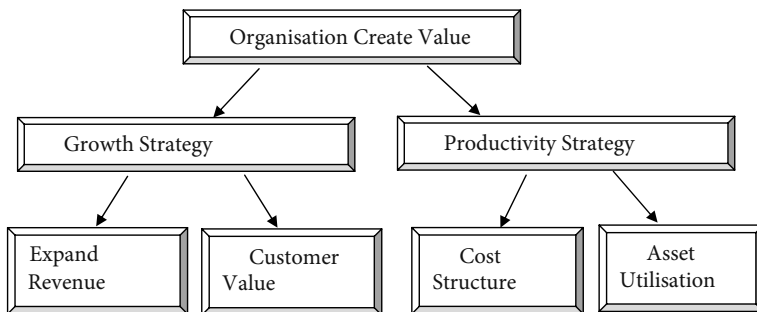 Organisation Create Value
Growth Strategy
Productivity Strategy
Expand
Revenue
Customer
Value
Cost
Structure
Asset
Utilisation